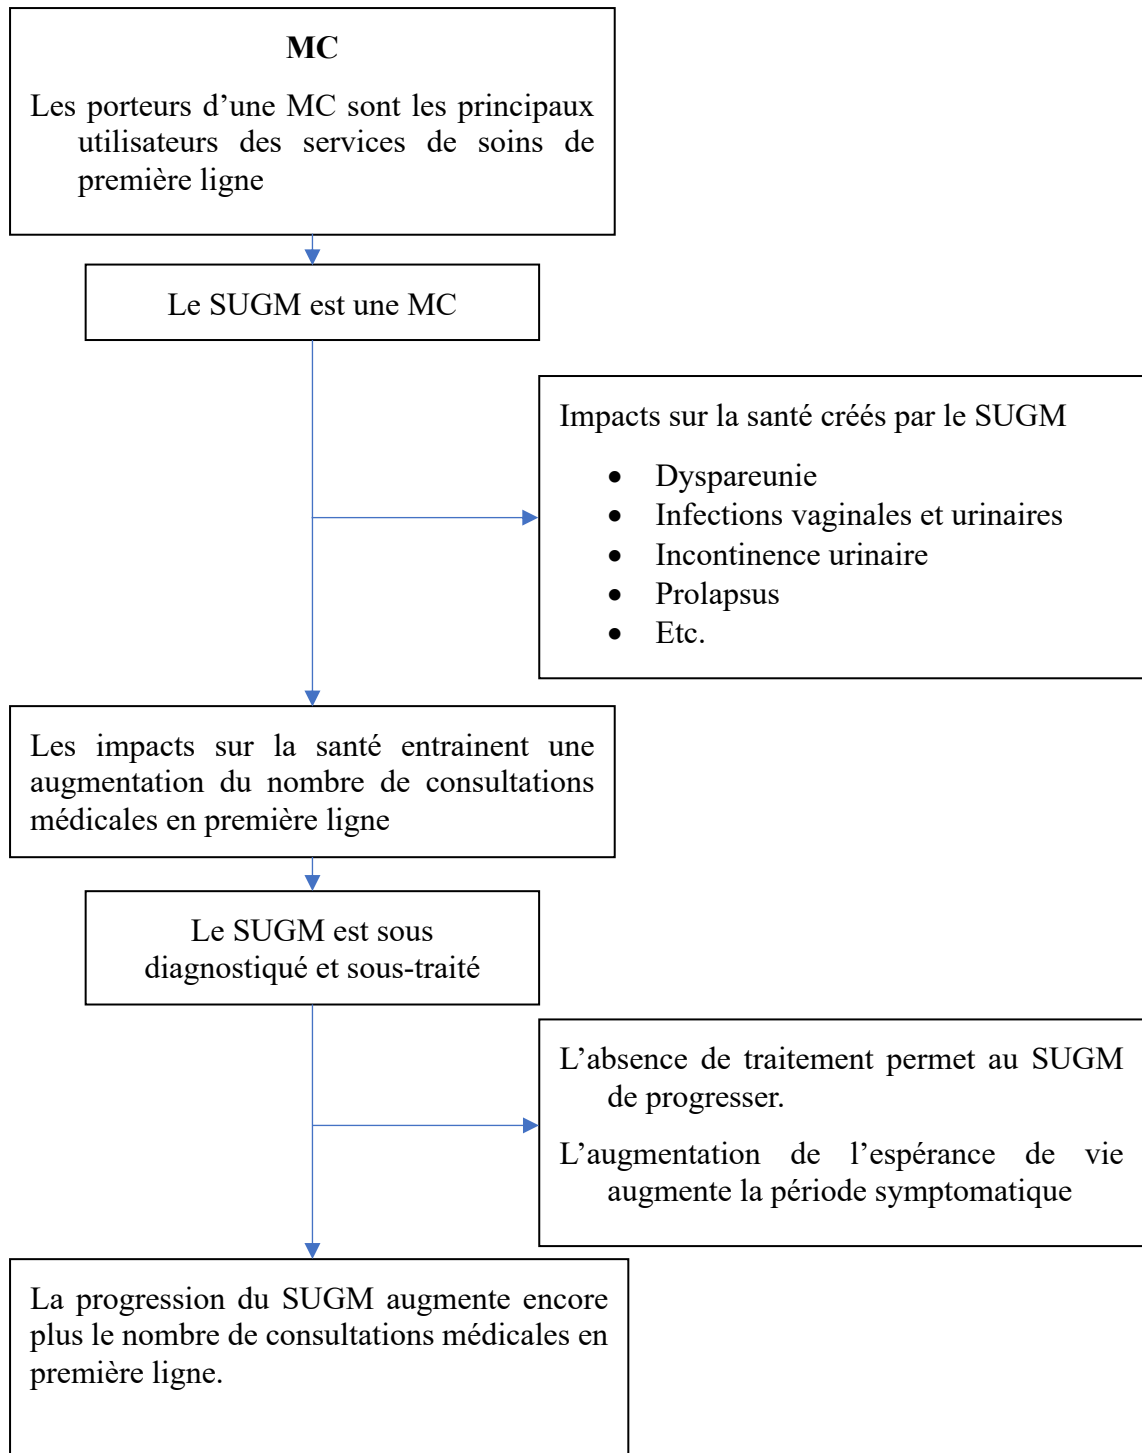 MC
Les porteurs d’une MC sont les principaux
utilisateurs des services de soins de
première ligne
Le SUGM est une MC
Impacts sur la santé créés par le SUGM
• Dyspareunie
• Infections vaginales et urinaires
• Incontinence urinaire
• Prolapsus
• Etc.
Les impacts sur la santé entrainent une
augmentation du nombre de consultations
médicales en première ligne
Le SUGM est sous
diagnostiqué et sous-traité
L’absence de traitement permet au SUGM
de progresser.
L’augmentation de l’espérance de vie
augmente la période symptomatique
La progression du SUGM augmente encore
plus le nombre de consultations médicales en
première ligne.